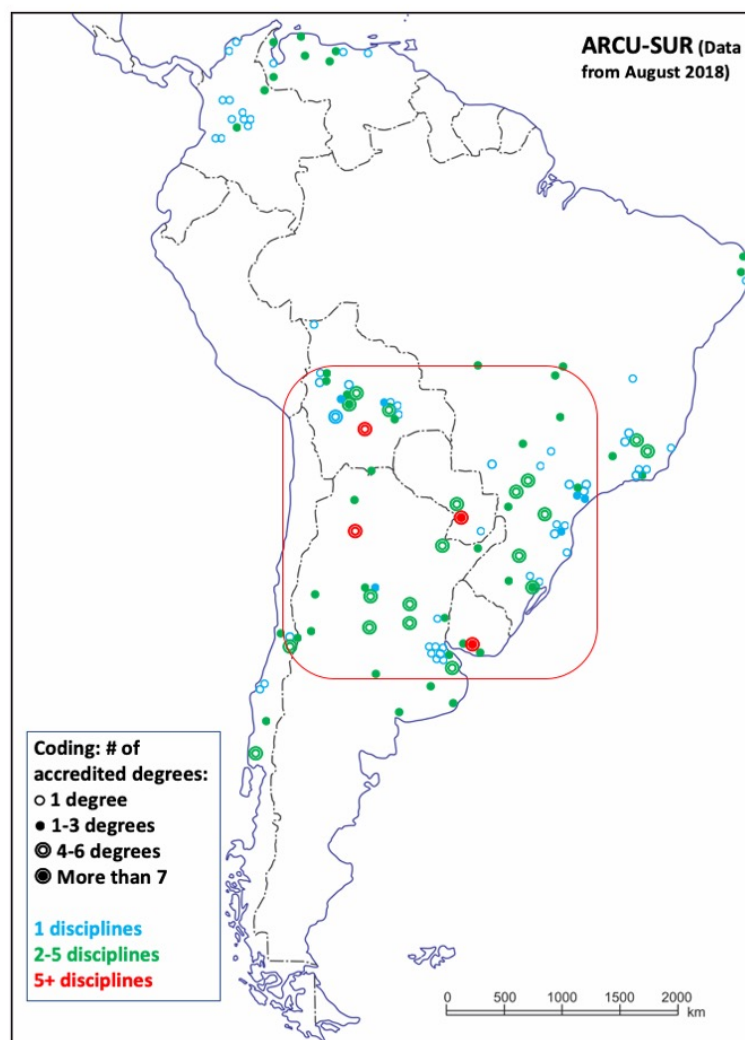 ARCU-SUR (Data
from August 2018)
Coding: # of
accredited degrees:
1 degree
1-3 degrees
4-6 degrees
More than 7
1 disciplines
2-5 disciplines
5+ disciplines
0 500 1000 1500 2000
km